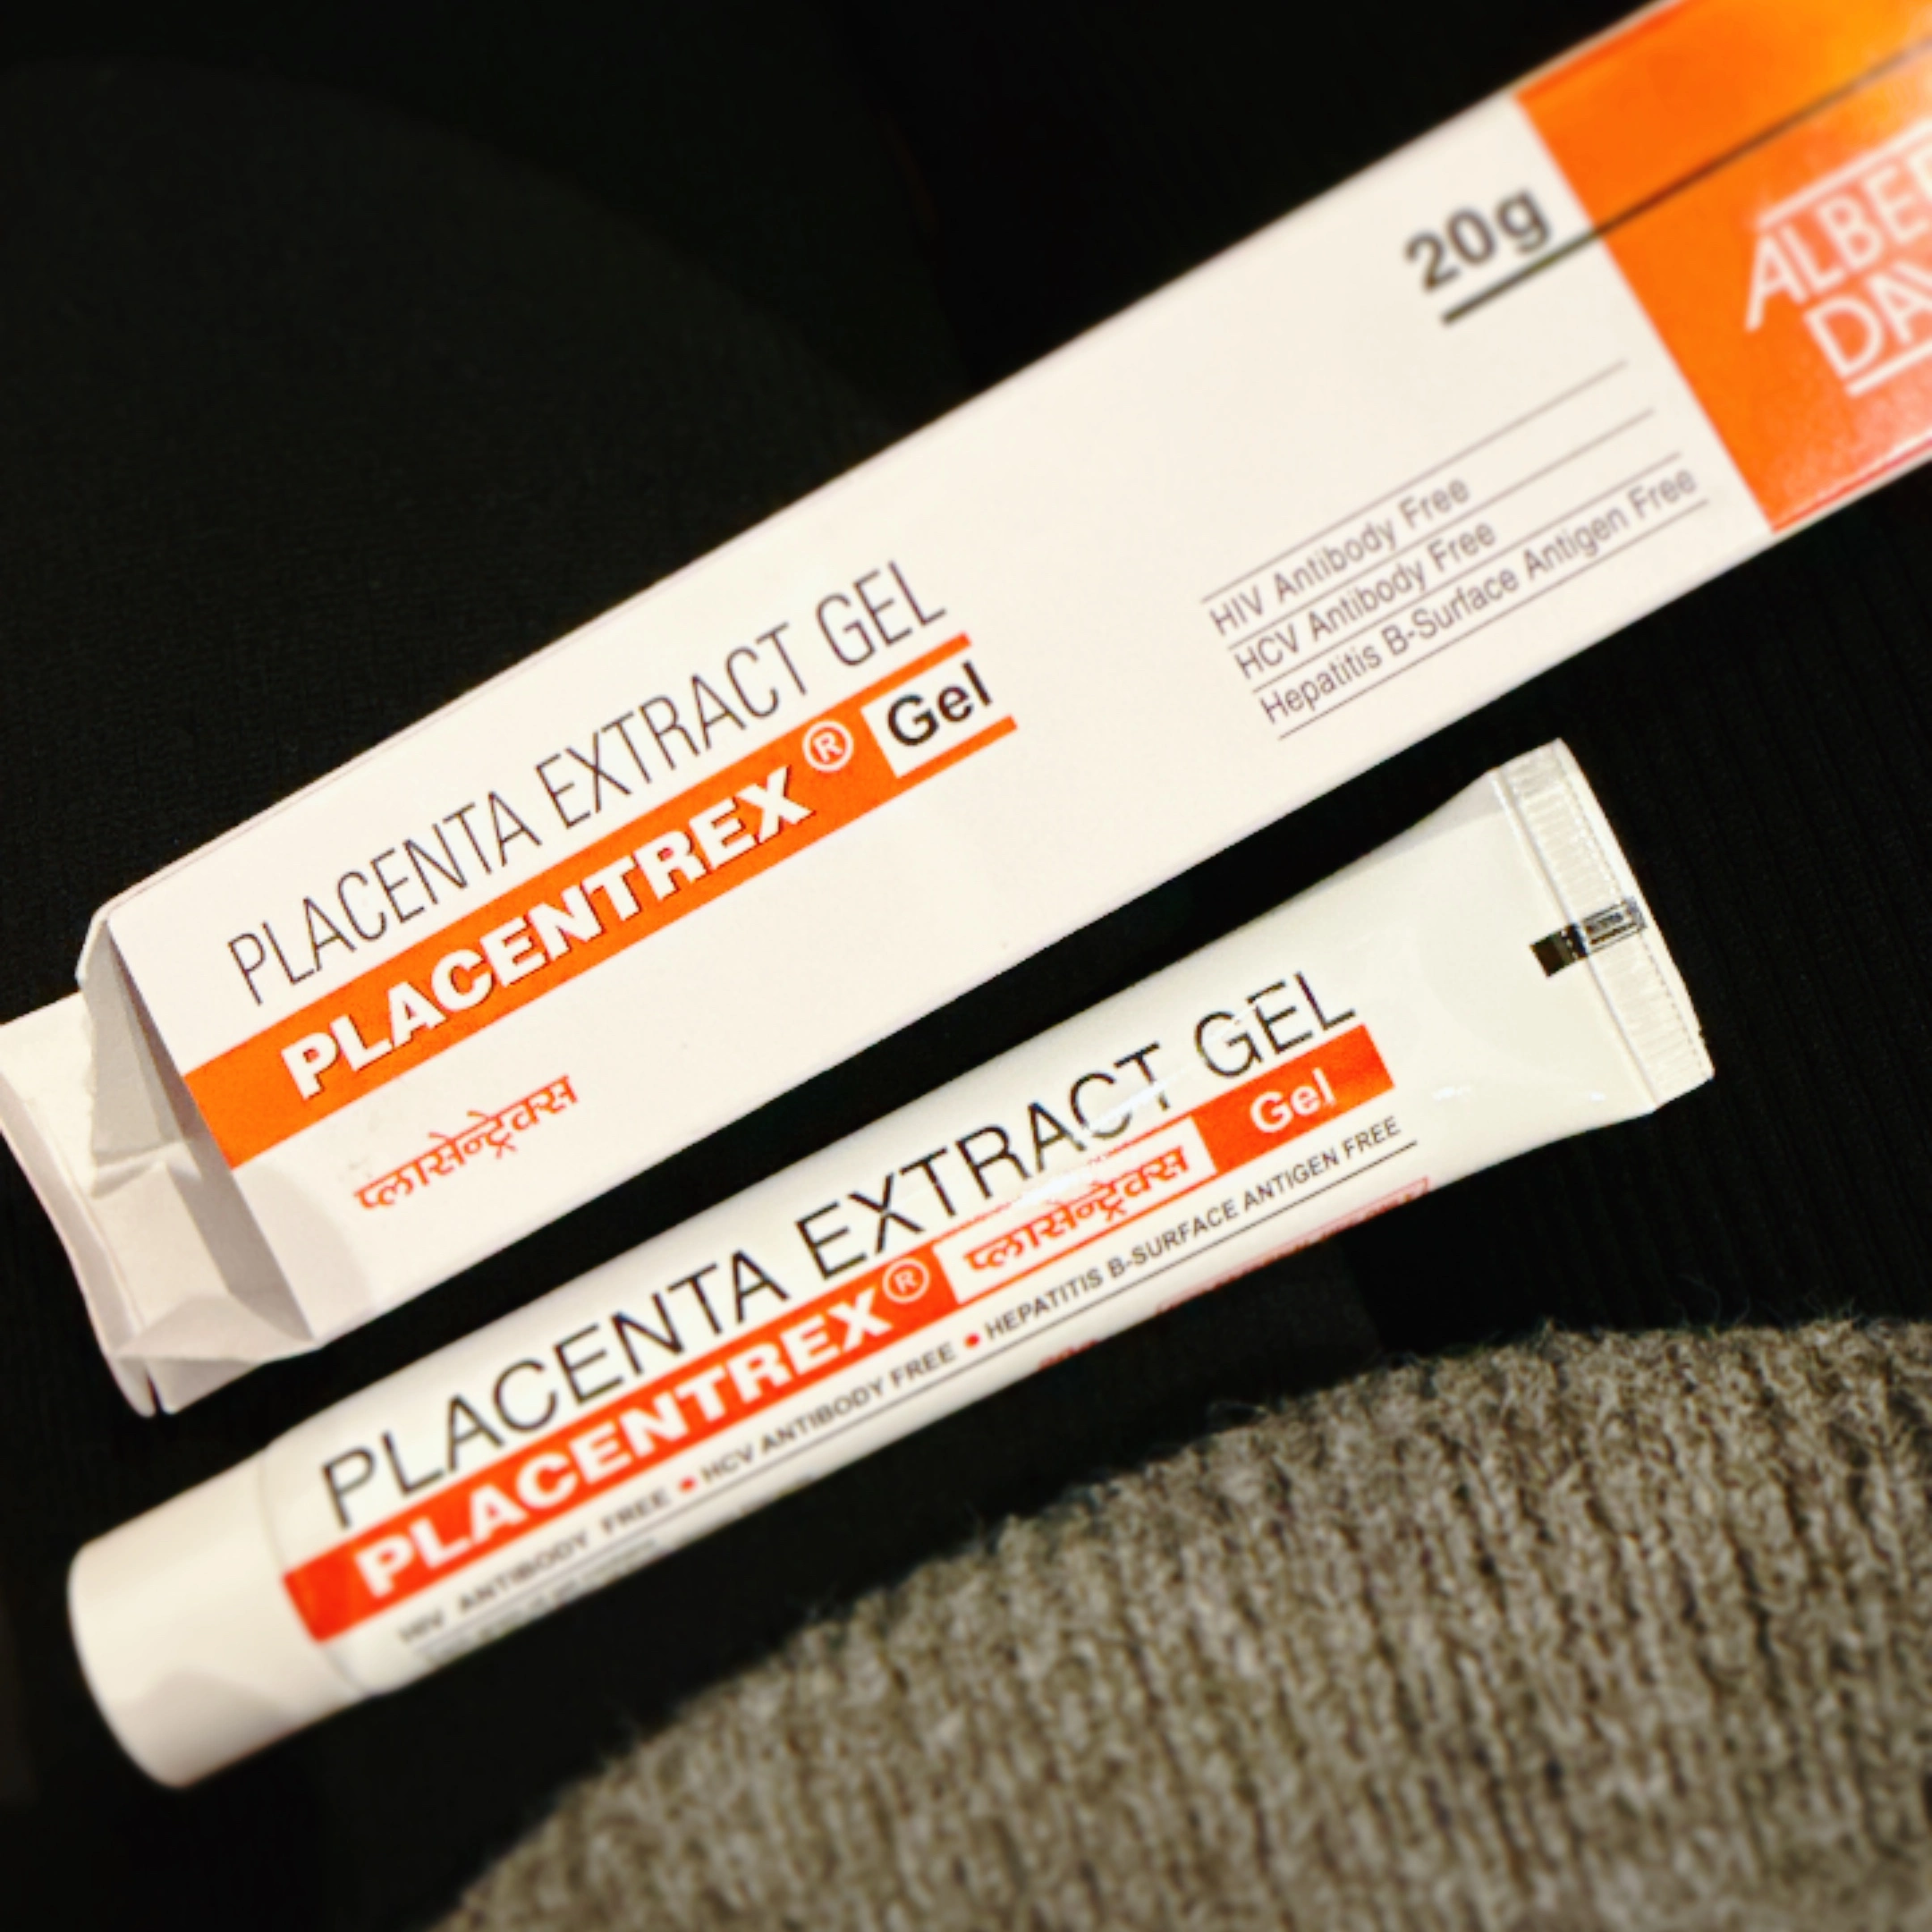 20g
ALBE
DA
HIV Antibody Free
HCV Antibody Free
Hepatitis B-Surface Antigen Free
PLACENTA EXTRACT GEL
PLACENTREX® Gel
प्लासेन्ट्रेक्स
PLACENTA EXTRACT GEL
PLACENTREX® प्लासेन्ट्रेक्स Gel
HIV ANTIBODY FREE • HCV ANTIBODY FREE • HEPATITIS B-SURFACE ANTIGEN FREE